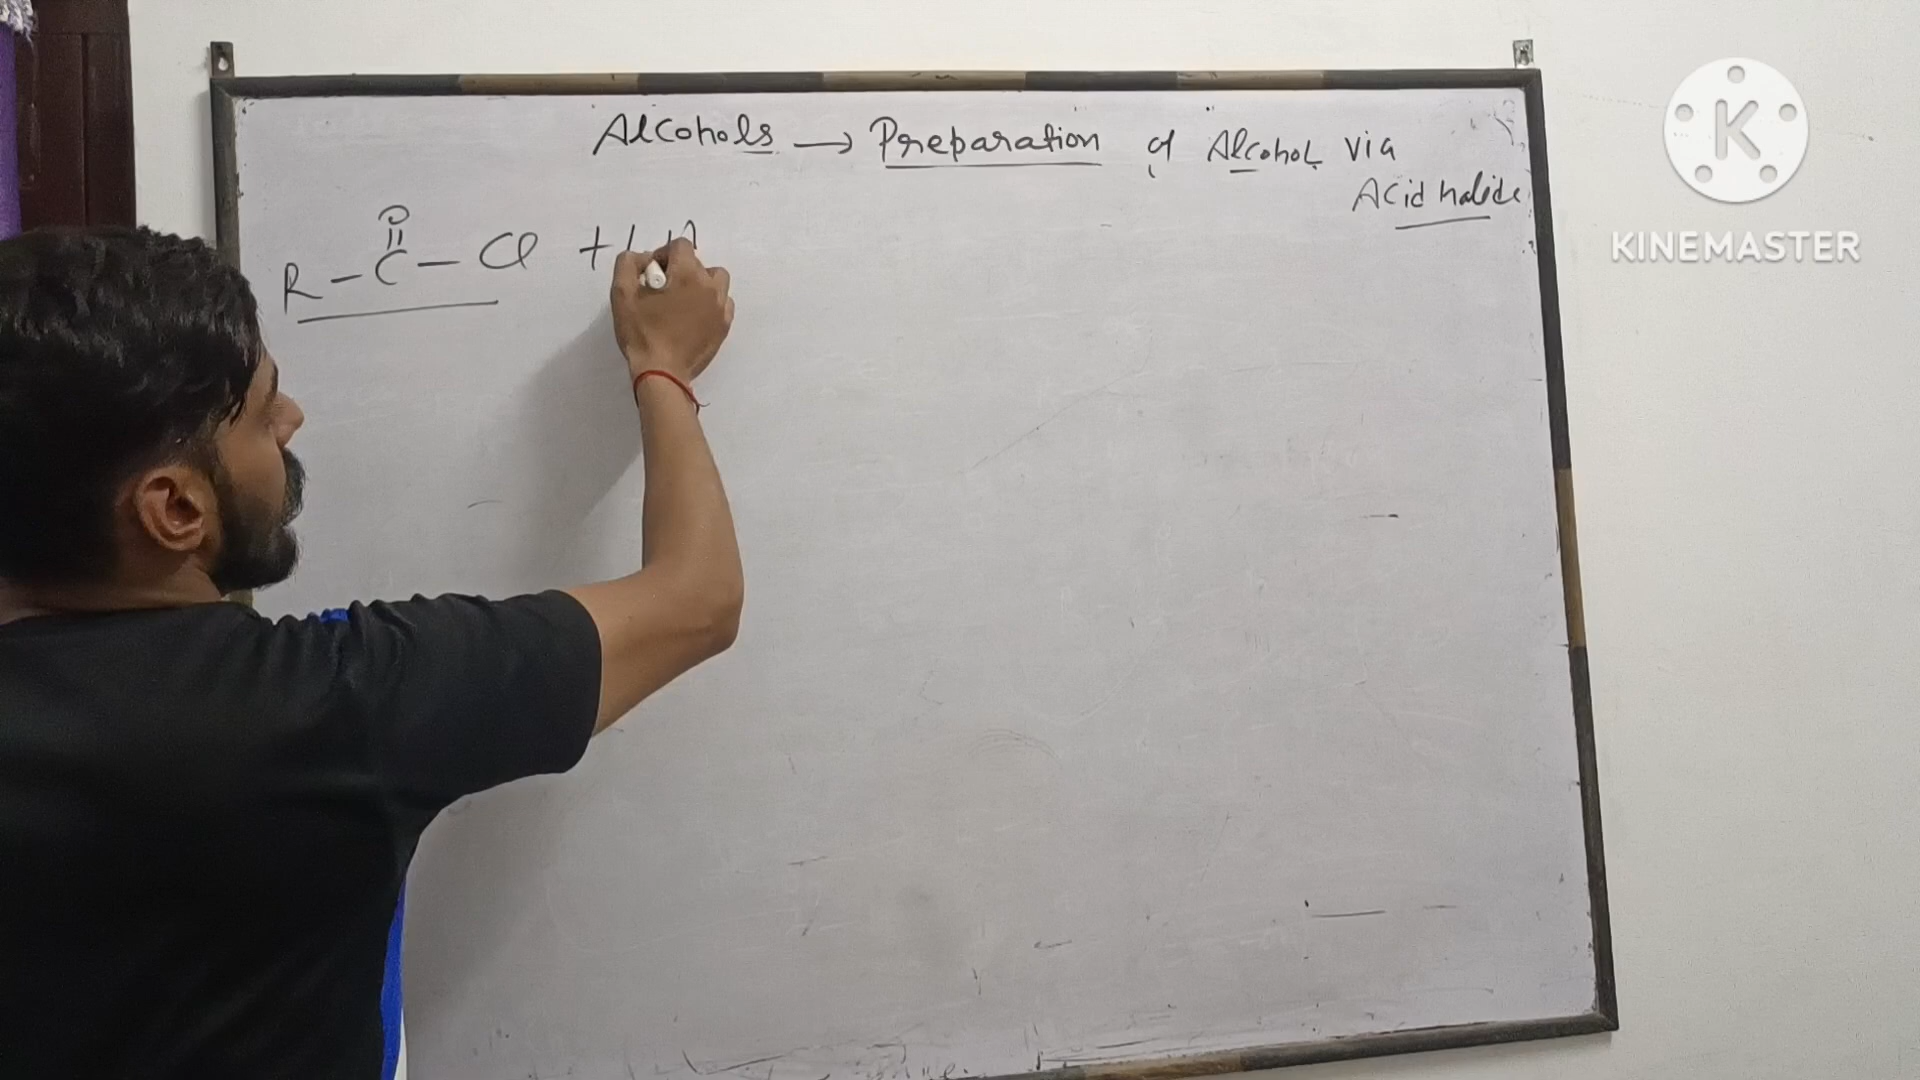 Alcohols → Preparation of Alcohol via
Acid halide
O
R - C - Cl +
K
KINEMASTER